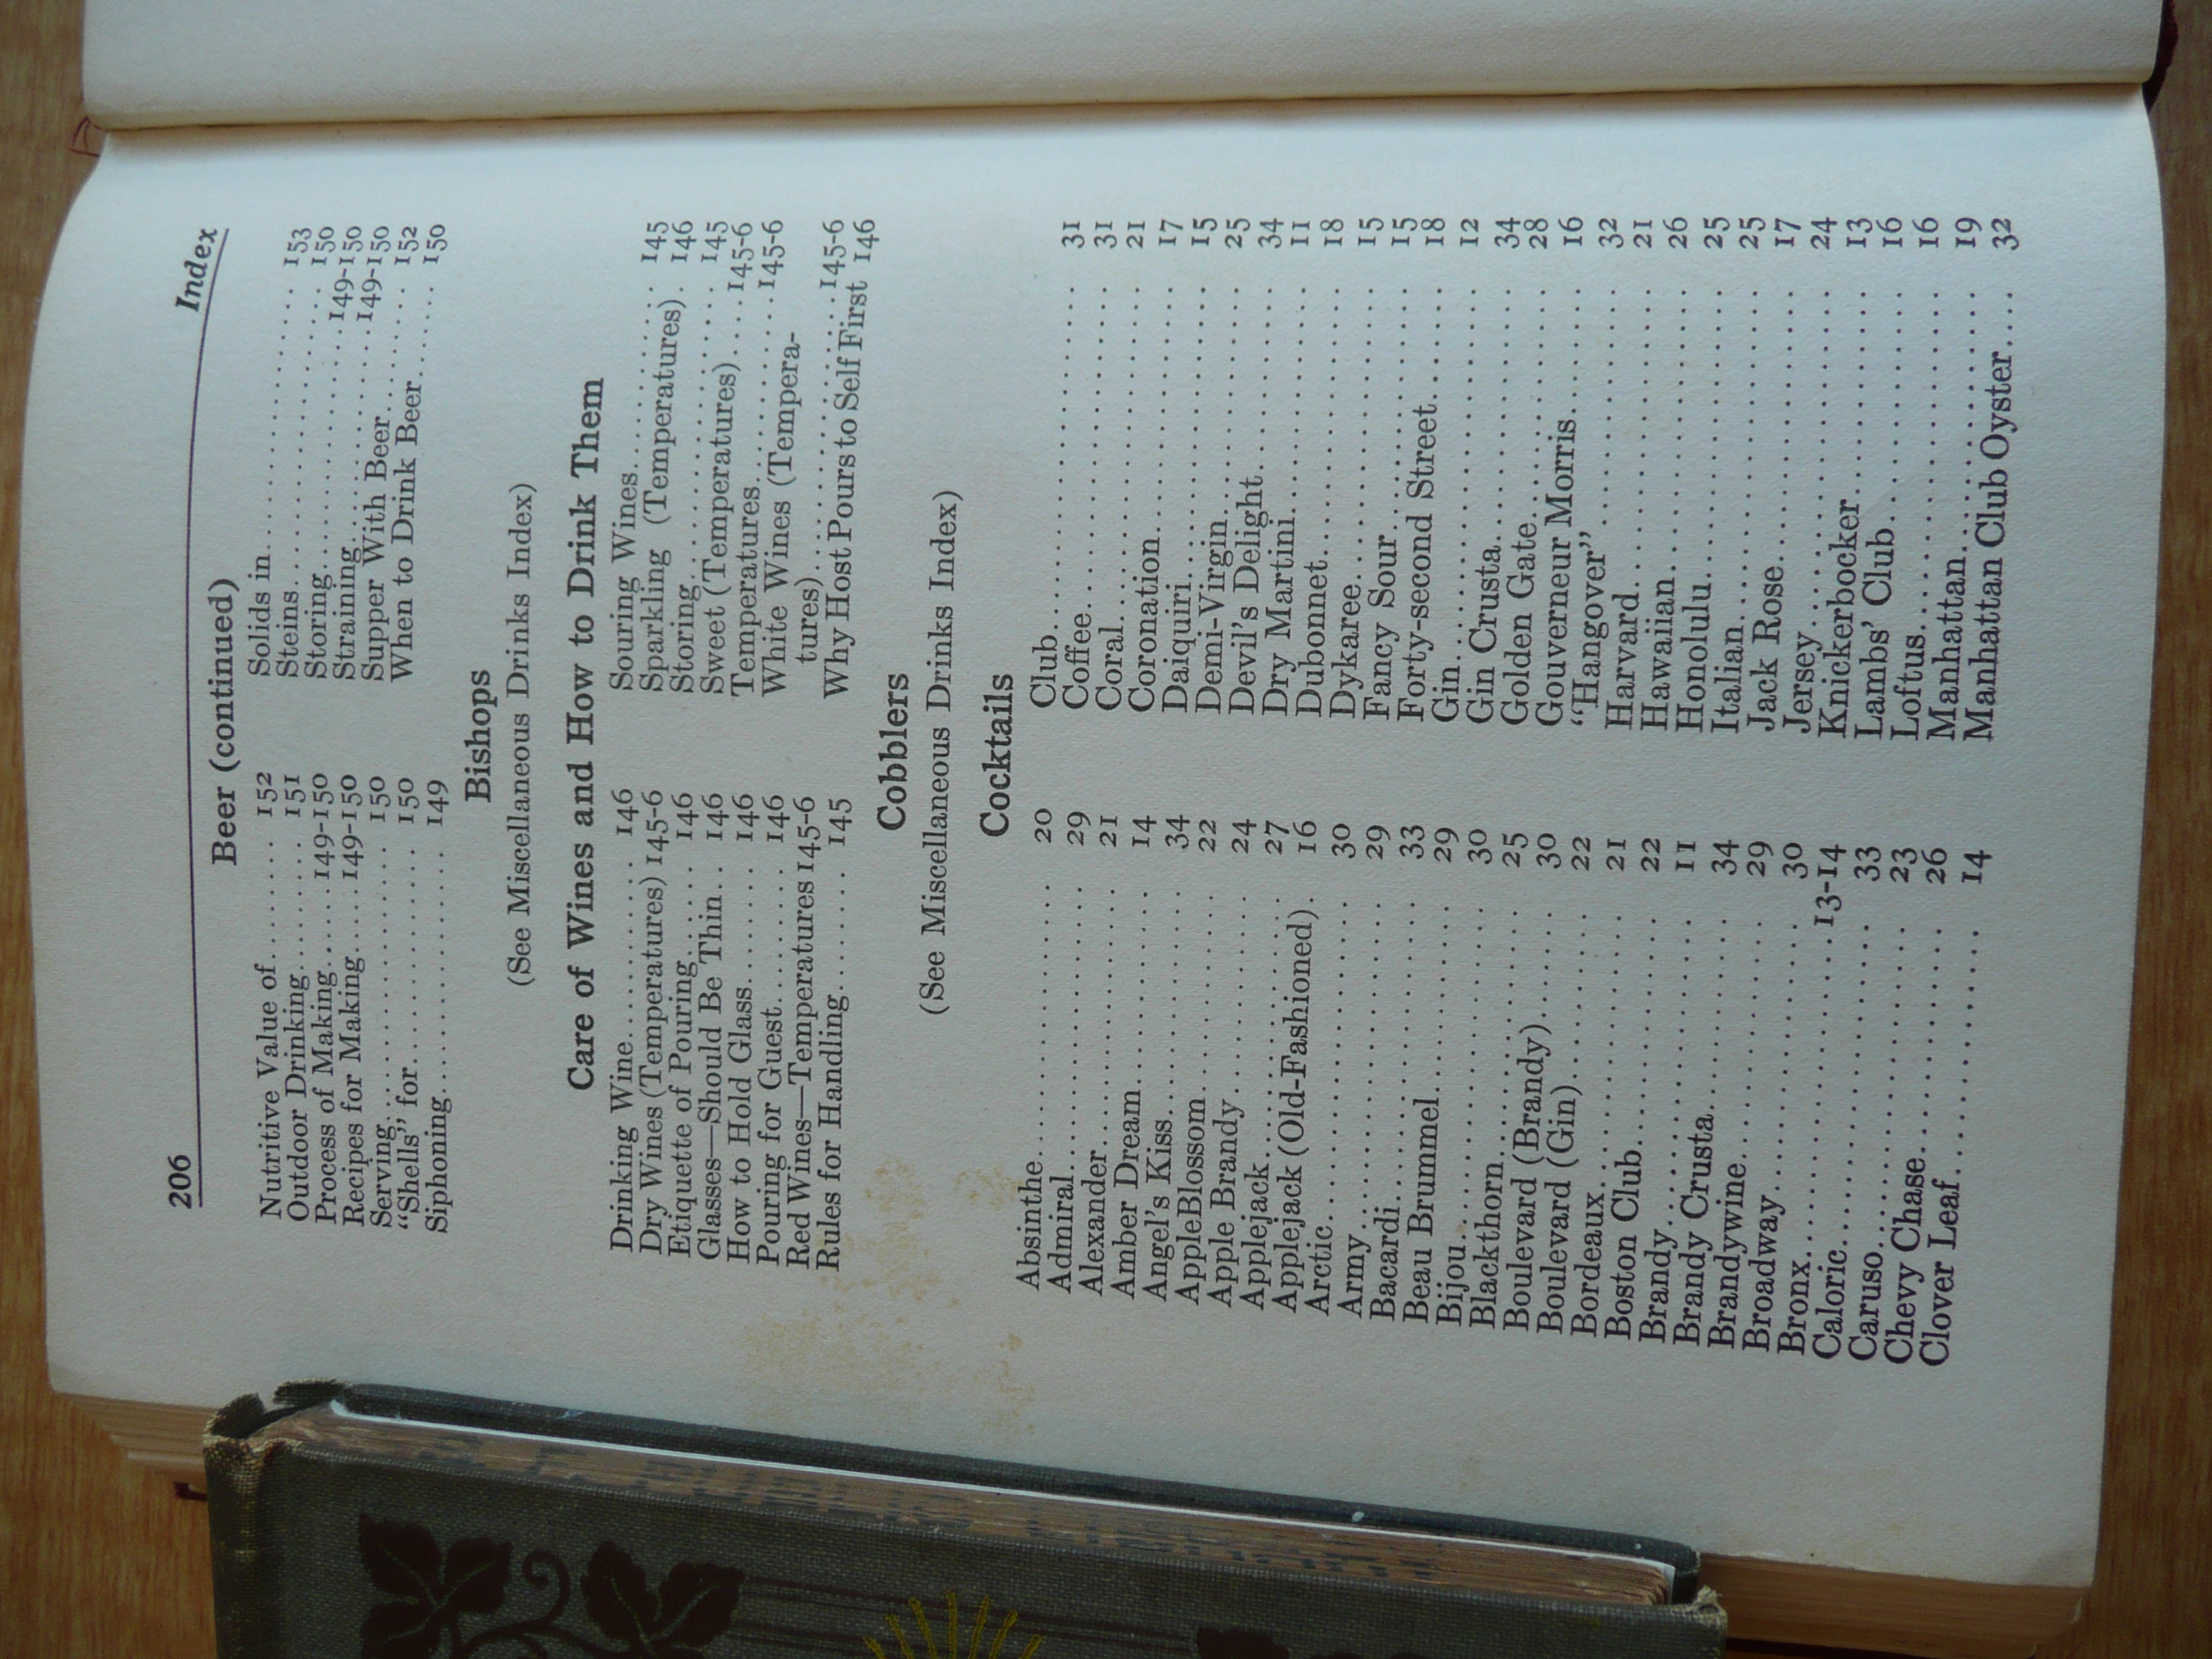 206 Index
Beer (continued)
Nutritive Value of........ 152
Outdoor Drinking........ 151
Process of Making.....149-150
Recipes for Making....149-150
Serving................. 150
“Shells” for.............. 150
Siphoning............... 149
Solids in................. 153
Steins................... 150
Storing.................. 150
Straining.............149-150
Supper With Beer......149-150
When to Drink Beer...... 152
150
Bishops
(See Miscellaneous Drinks Index)
Care of Wines and How to Drink Them
Drinking Wine........... 146
Dry Wines (Temperatures) 145-6
Etiquette of Pouring...... 146
Glasses—Should Be Thin.. 146
How to Hold Glass........ 146
Pouring for Guest........ 146
Red Wines—Temperatures 145-6
Rules for Handling....... 145
Souring Wines........... 145
Sparkling (Temperatures). 146
Storing.................. 145
Sweet (Temperatures)....145-6
Temperatures...........145-6
White Wines (Tempera-
tures)................145-6
Why Host Pours to Self First 146
Cobblers
(See Miscellaneous Drinks Index)
Cocktails
Absinthe................. 20
Admiral.................. 29
Alexander................ 21
Amber Dream............. 14
Angel's Kiss.............. 34
AppleBlossom............. 22
Apple Brandy............. 24
Applejack................ 27
Applejack (Old-Fashioned). 16
Arctic................... 30
Army.................... 29
Bacardi.................. 33
Beau Brummel............ 29
Bijou.................... 30
Blackthorn............... 25
Boulevard (Brandy)....... 30
Boulevard (Gin).......... 22
Bordeaux................ 21
Boston Club.............. 22
Brandy.................. 11
Brandy Crusta............ 34
Brandywine.............. 29
Broadway................ 30
Bronx.................13-14
Caloric.................. 33
Caruso.................. 23
Chevy Chase............. 26
Clover Leaf.............. 14
Club.................... 31
Coffee................... 31
Coral.................... 21
Coronation............... 17
Daiquiri................. 15
Demi-Virgin.............. 25
Devil's Delight........... 34
Dry Martini.............. 11
Dubonnet................ 18
Dykaree................. 15
Fancy Sour............... 15
Forty-second Street....... 18
Gin..................... 12
Gin Crusta............... 34
Golden Gate.............. 28
Gouverneur Morris........ 16
“Hangover”.............. 32
Harvard................. 21
Hawaiian................ 26
Honolulu................ 25
Italian................... 25
Jack Rose................ 17
Jersey................... 24
Knickerbocker............ 13
Lambs' Club............. 16
Loftus................... 16
Manhattan............... 19
Manhattan Club Oyster.... 32